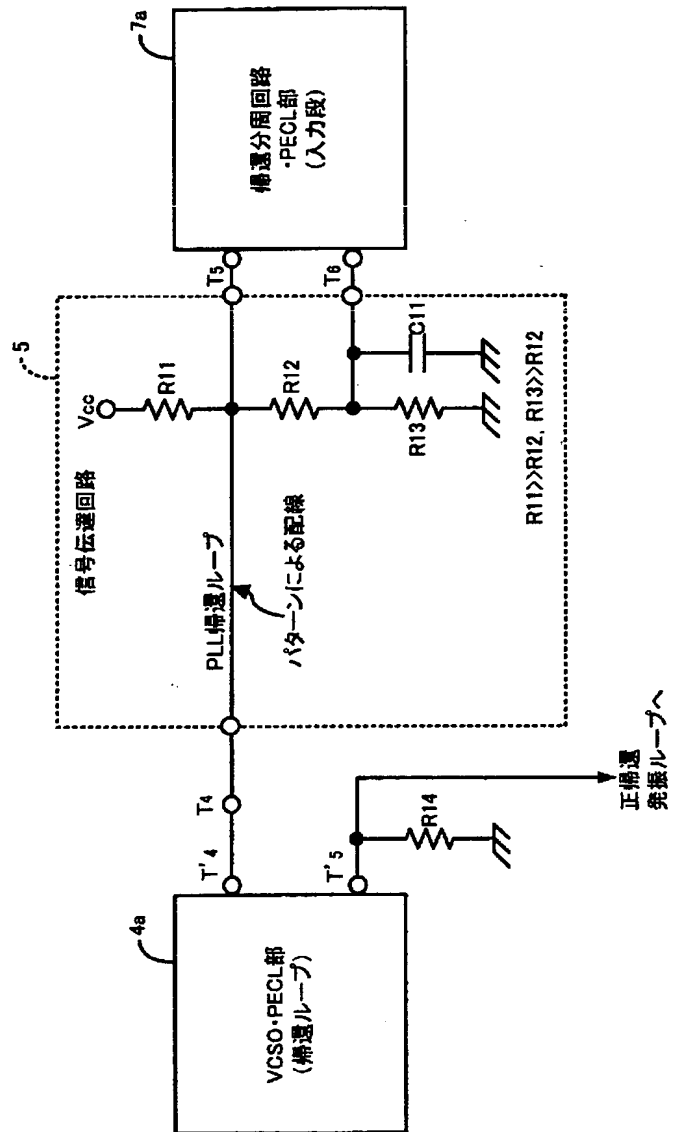 4a
VCSO・PECL部
(帰還ループ)
T'4
T4
T'5
R14
正帰還
発振ループへ
5
信号伝達回路
PLL帰還ループ
パターンによる配線
Vcc
R11
R12
R13
C11
R11>>R12, R13>>R12
T5
T6
7a
帰還分周回路
・PECL部
(入力段)